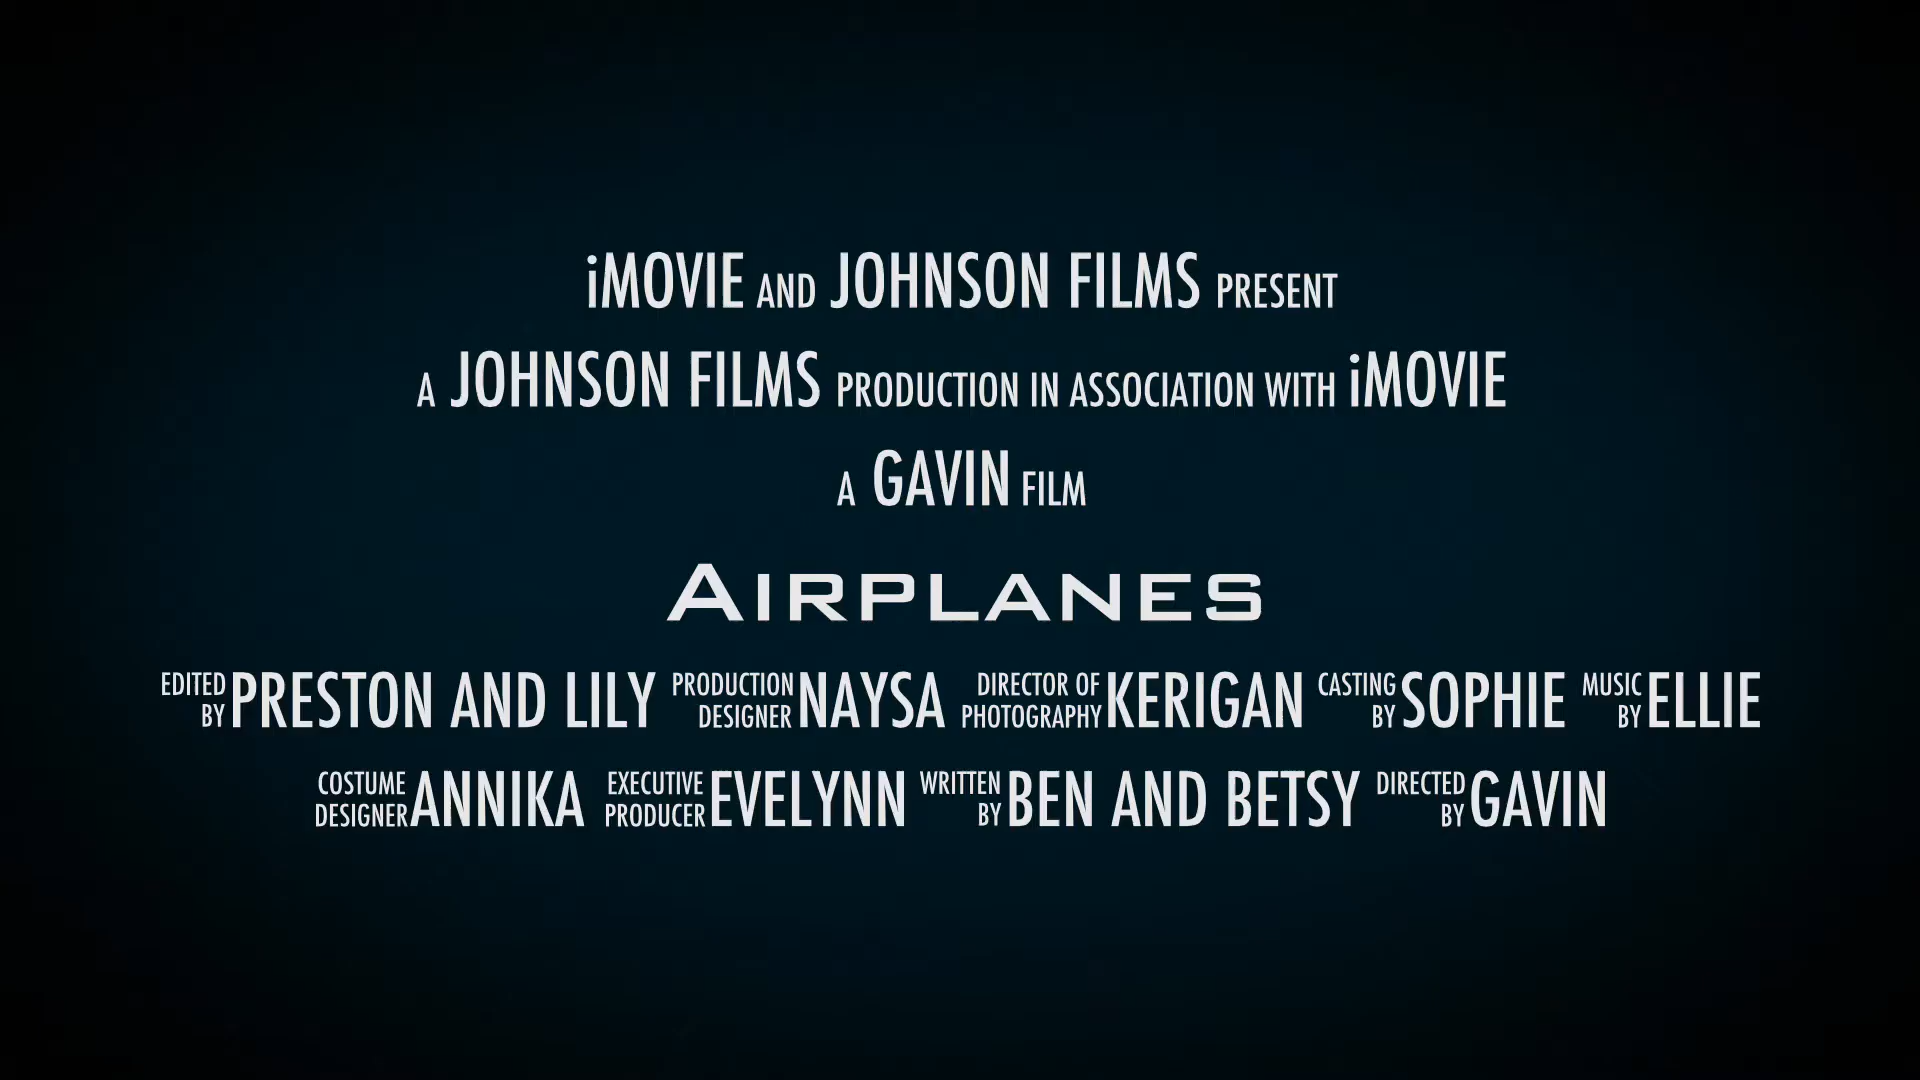 iMOVIE AND JOHNSON FILMS PRESENT
A JOHNSON FILMS PRODUCTION IN ASSOCIATION WITH iMOVIE
A GAVIN FILM
AIRPLANES
EDITED BY PRESTON AND LILY PRODUCTION DESIGNER NAYSA DIRECTOR OF PHOTOGRAPHY KERIGAN CASTING BY SOPHIE MUSIC BY ELLIE
COSTUME DESIGNER ANNIKA EXECUTIVE PRODUCER EVELYNN WRITTEN BY BEN AND BETSY DIRECTED BY GAVIN